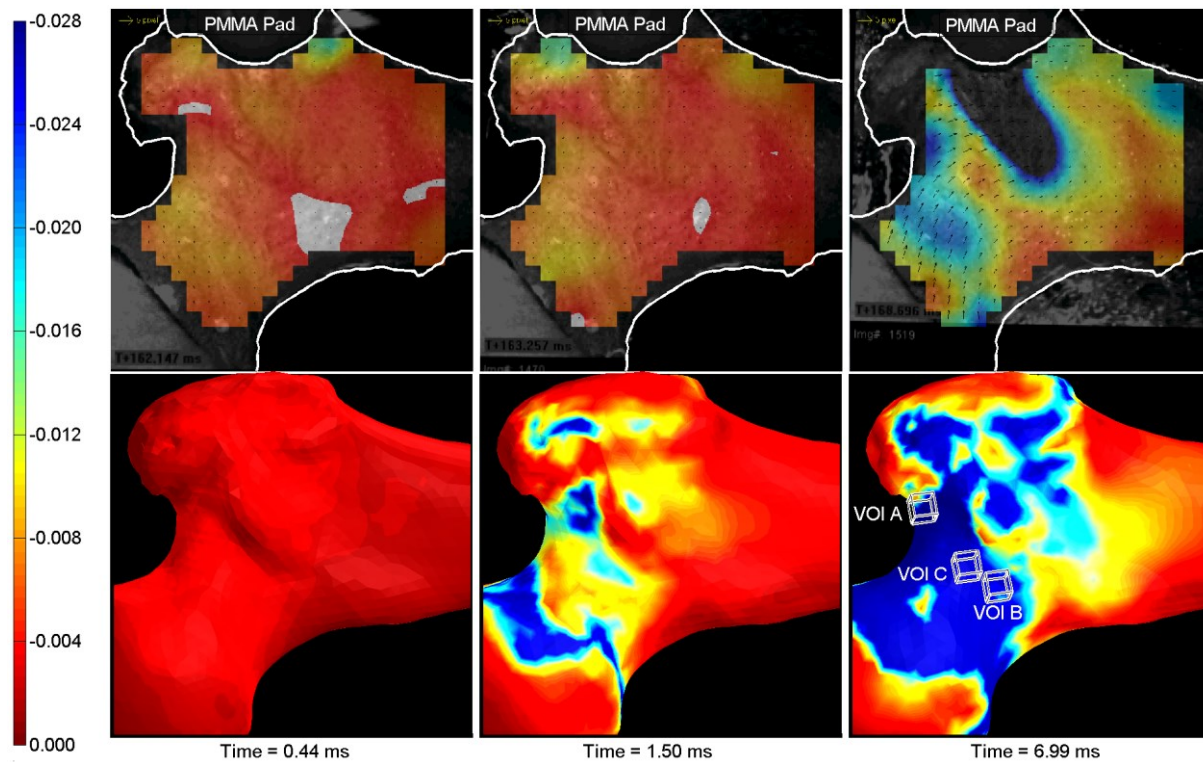 -0.028
-0.024
-0.020
-0.016
-0.012
-0.008
-0.004
0.000
PMMA Pad
T+162.147 ms
PMMA Pad
T+163.257 ms
Img# 1470
PMMA Pad
T+168.696 ms
Img# 1519
VOI A
VOI C
VOI B
Time = 0.44 ms
Time = 1.50 ms
Time = 6.99 ms